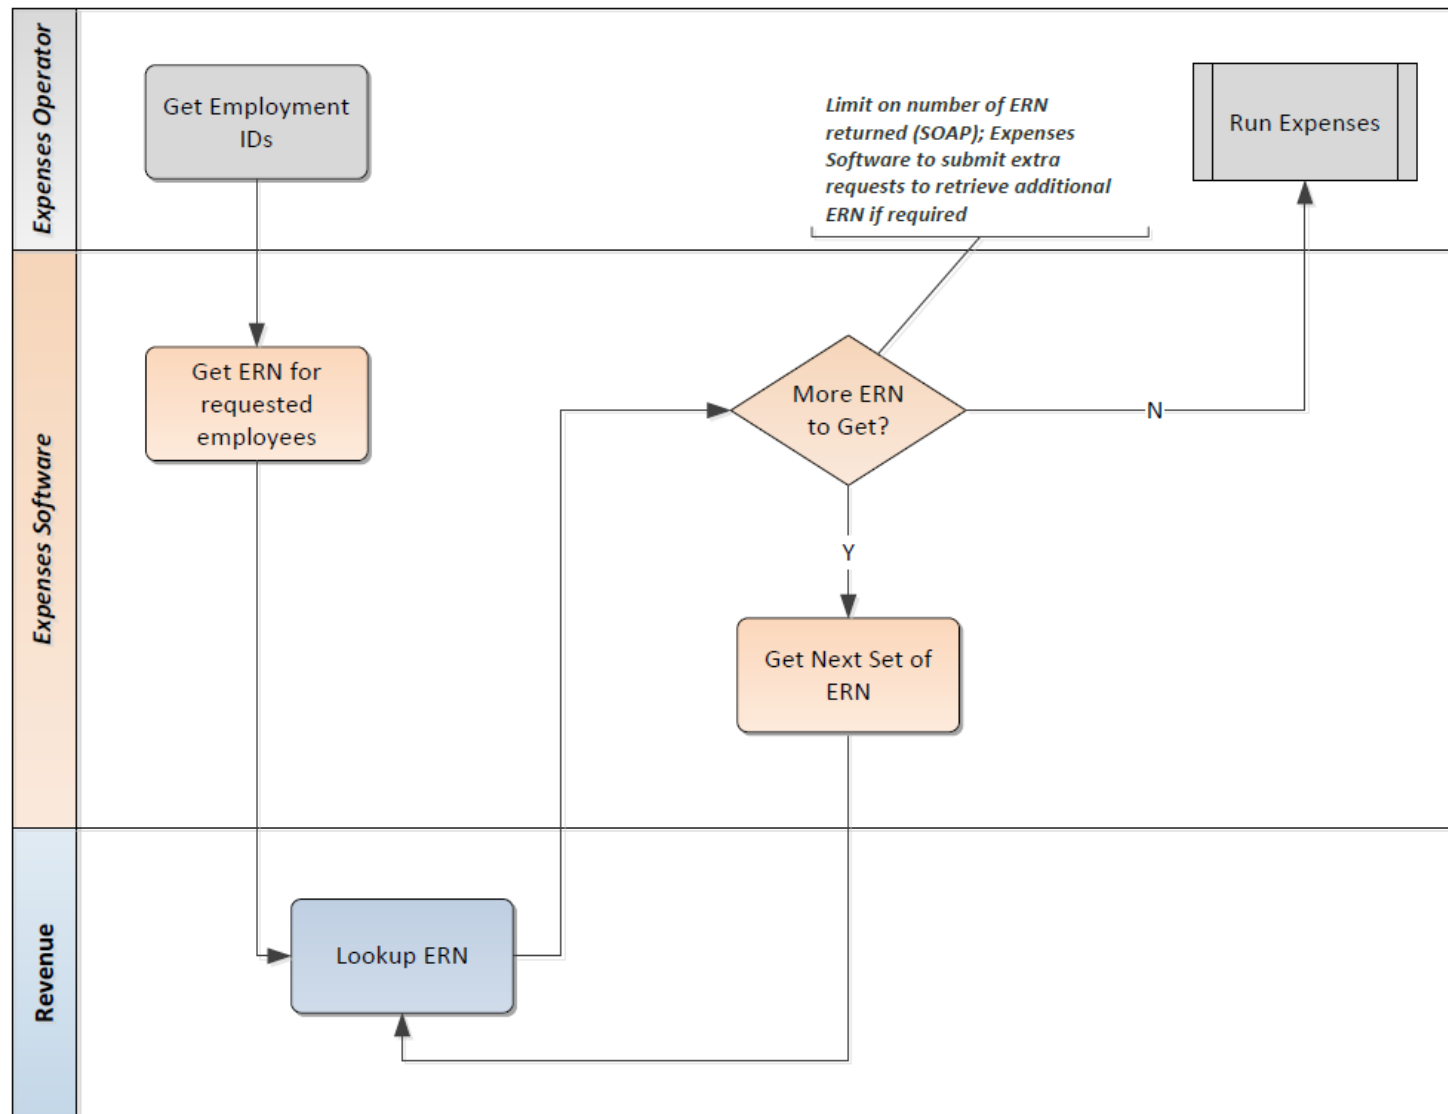 Expenses Operator
Get Employment
IDs
Limit on number of ERN
returned (SOAP); Expenses
Software to submit extra
requests to retrieve additional
ERN if required
Run Expenses
Expenses Software
Get ERN for
requested
employees
More ERN
to Get?
N
Y
Get Next Set of
ERN
Revenue
Lookup ERN